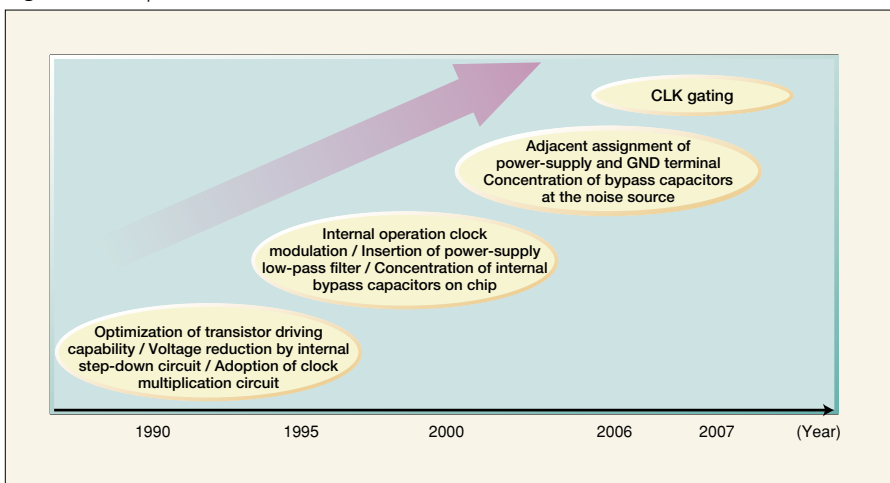 CLK gating
Adjacent assignment of
power-supply and GND terminal
Concentration of bypass capacitors
at the noise source
Internal operation clock
modulation / Insertion of power-supply
low-pass filter / Concentration of internal
bypass capacitors on chip
Optimization of transistor driving
capability / Voltage reduction by internal
step-down circuit / Adoption of clock
multiplication circuit
1990 1995 2000 2006 2007 (Year)